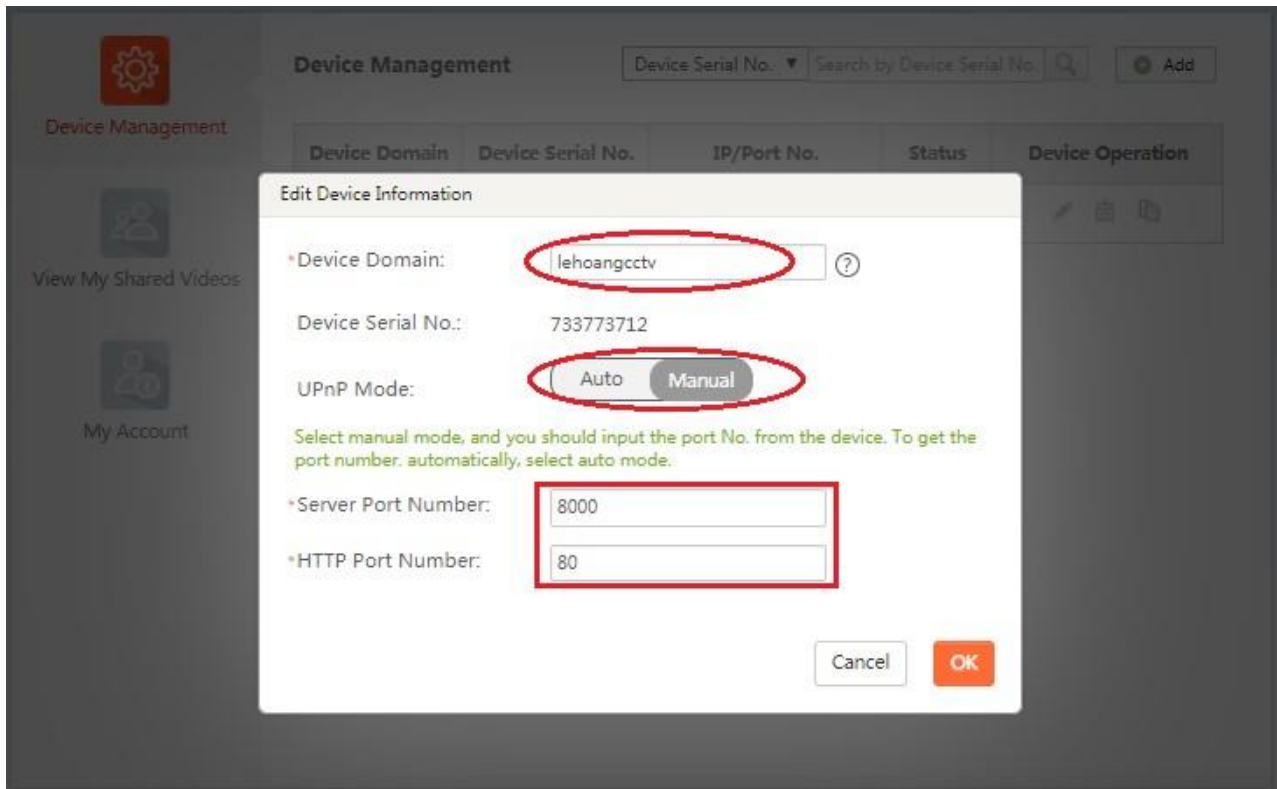 Device Management
Device Serial No. ▼ Search by Device Serial No. Add
Device Management
Device Domain Device Serial No. IP/Port No. Status Device Operation
Edit Device Information
*Device Domain: lehoangcctv ?
View My Shared Videos
Device Serial No.: 733773712
UPnP Mode: Auto Manual
My Account
Select manual mode, and you should input the port No. from the device. To get the
port number. automatically, select auto mode.
*Server Port Number: 8000
*HTTP Port Number: 80
Cancel OK